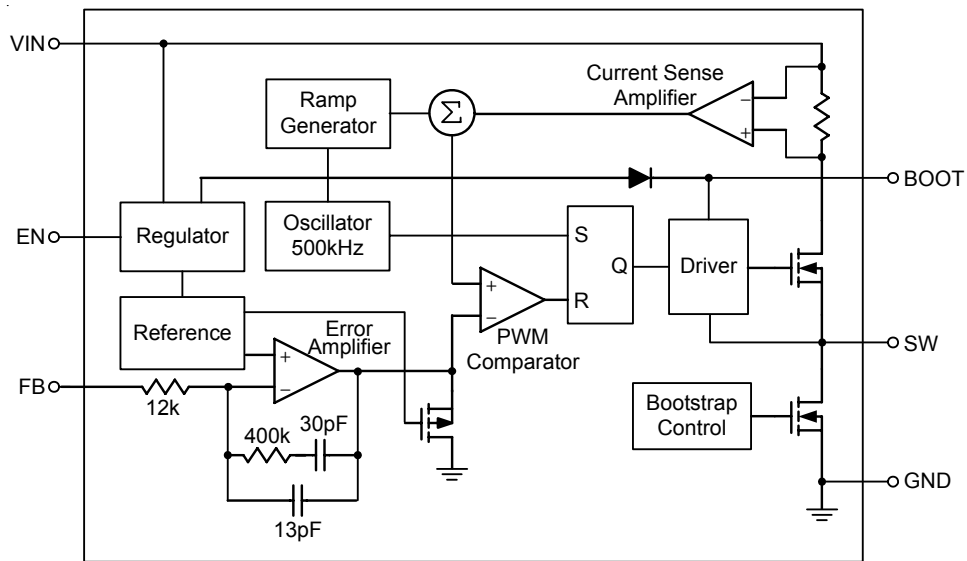 VIN
Current Sense
Amplifier
Ramp
Generator
Σ
−
+
BOOT
EN
Regulator
Oscillator
500kHz
S
Q
R
Driver
+
−
PWM
Comparator
Reference
Error
Amplifier
+
−
SW
FB
12k
Bootstrap
Control
400k
30pF
13pF
GND